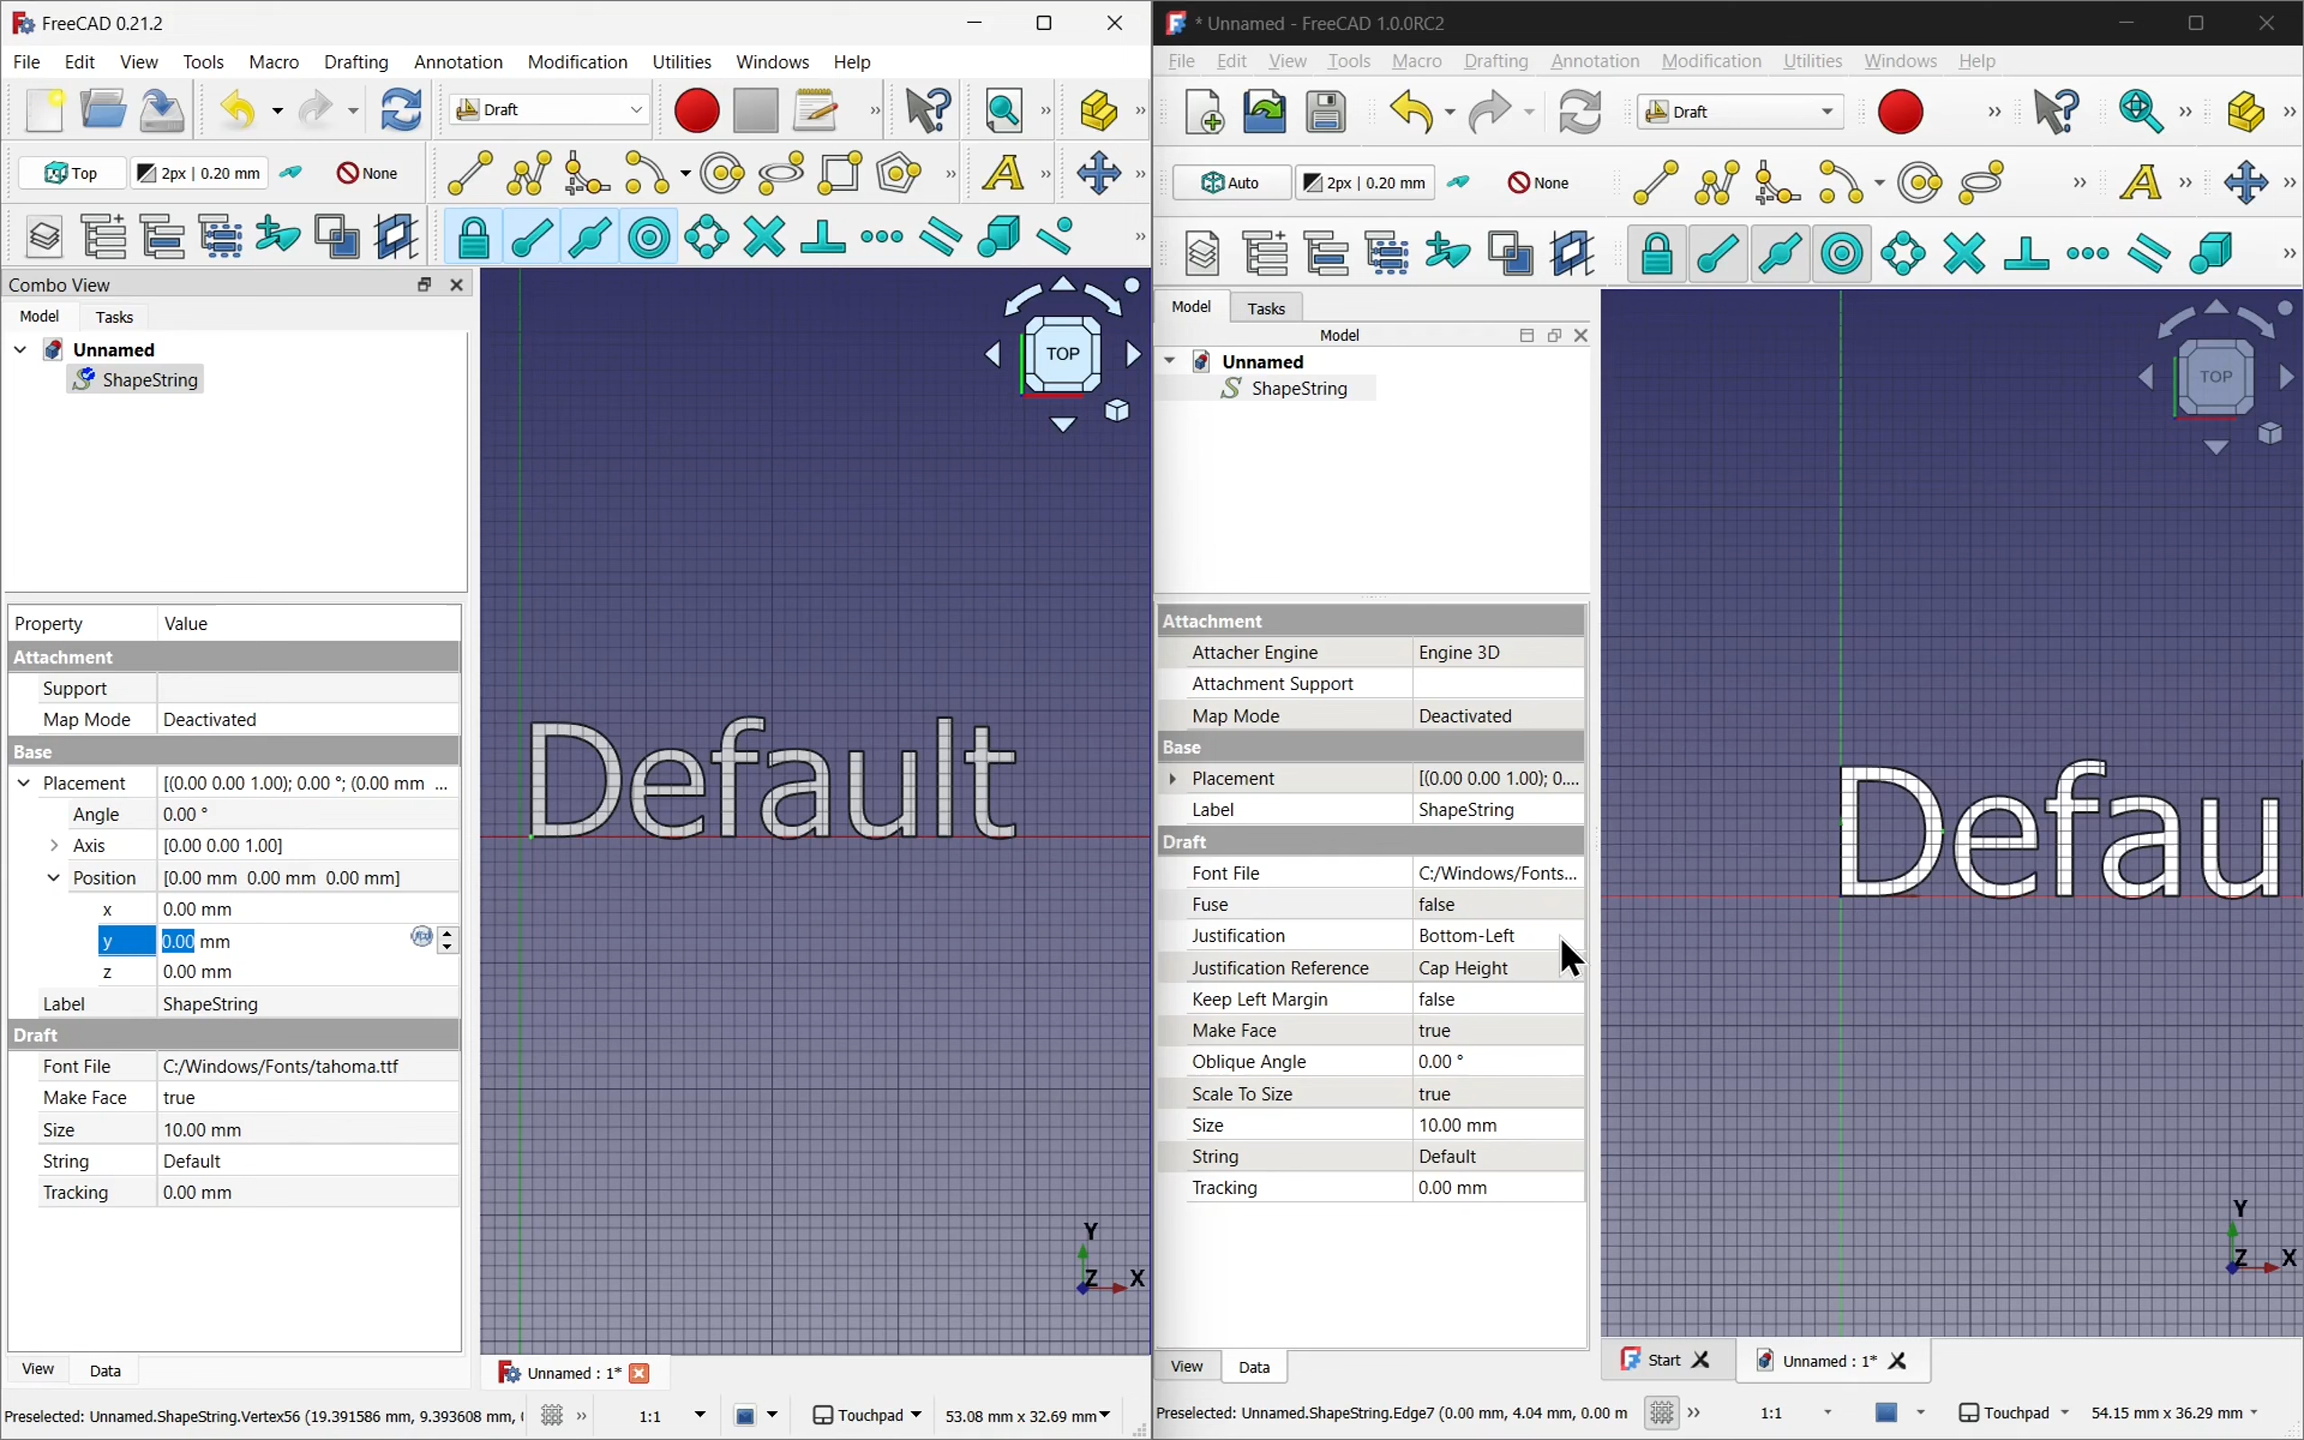 FreeCAD 0.21.2
File Edit View Tools Macro Drafting Annotation Modification Utilities Windows Help
Draft
Top 2px | 0.20 mm None
Combo View
Model Tasks
Unnamed
ShapeString
Property Value
Attachment
Support
Map Mode Deactivated
Base
Placement [(0.00 0.00 1.00); 0.00 °; (0.00 mm ...
Angle 0.00 °
Axis [0.00 0.00 1.00]
Position [0.00 mm 0.00 mm 0.00 mm]
x 0.00 mm
y 0.00 mm
z 0.00 mm
Label ShapeString
Draft
Font File C:/Windows/Fonts/tahoma.ttf
Make Face true
Size 10.00 mm
String Default
Tracking 0.00 mm
View Data
TOP
Default
Y
Z X
Unnamed : 1*
Preselected: Unnamed.ShapeString.Vertex56 (19.391586 mm, 9.393608 mm, 1:1 Touchpad 53.08 mm x 32.69 mm
* Unnamed - FreeCAD 1.0.0RC2
File Edit View Tools Macro Drafting Annotation Modification Utilities Windows Help
Draft
Auto 2px | 0.20 mm None
Model Tasks
Model
Unnamed
ShapeString
Attachment
Attacher Engine Engine 3D
Attachment Support
Map Mode Deactivated
Base
Placement [(0.00 0.00 1.00); 0....
Label ShapeString
Draft
Font File C:/Windows/Fonts...
Fuse false
Justification Bottom-Left
Justification Reference Cap Height
Keep Left Margin false
Make Face true
Oblique Angle 0.00 °
Scale To Size true
Size 10.00 mm
String Default
Tracking 0.00 mm
View Data
TOP
Defau
Y
Z X
Start Unnamed : 1*
Preselected: Unnamed.ShapeString.Edge7 (0.00 mm, 4.04 mm, 0.00 m 1:1 Touchpad 54.15 mm x 36.29 mm